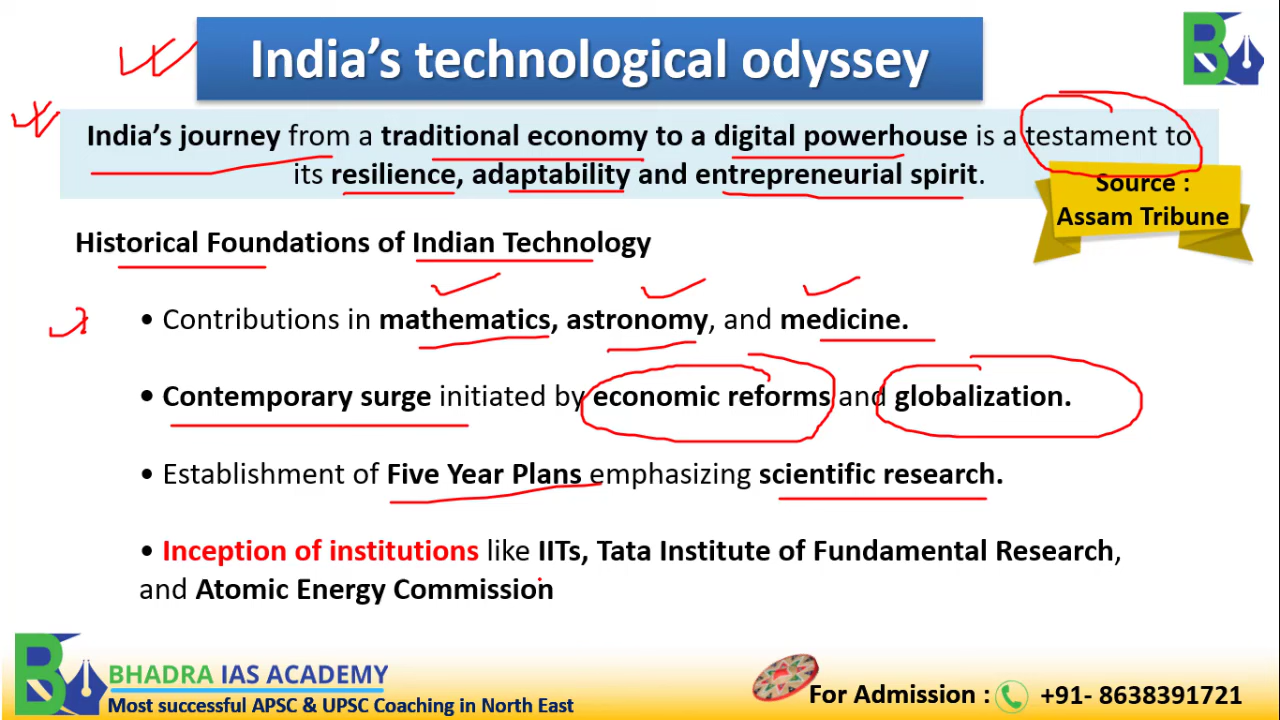 India's technological odyssey
India's journey from a traditional economy to a digital powerhouse is a testament to
its resilience, adaptability and entrepreneurial spirit.
Source :
Assam Tribune
Historical Foundations of Indian Technology
• Contributions in mathematics, astronomy, and medicine.
• Contemporary surge initiated by economic reforms and globalization.
• Establishment of Five Year Plans emphasizing scientific research.
• Inception of institutions like IITs, Tata Institute of Fundamental Research,
and Atomic Energy Commission
BHADRA IAS ACADEMY
Most successful APSC & UPSC Coaching in North East
For Admission : +91- 8638391721